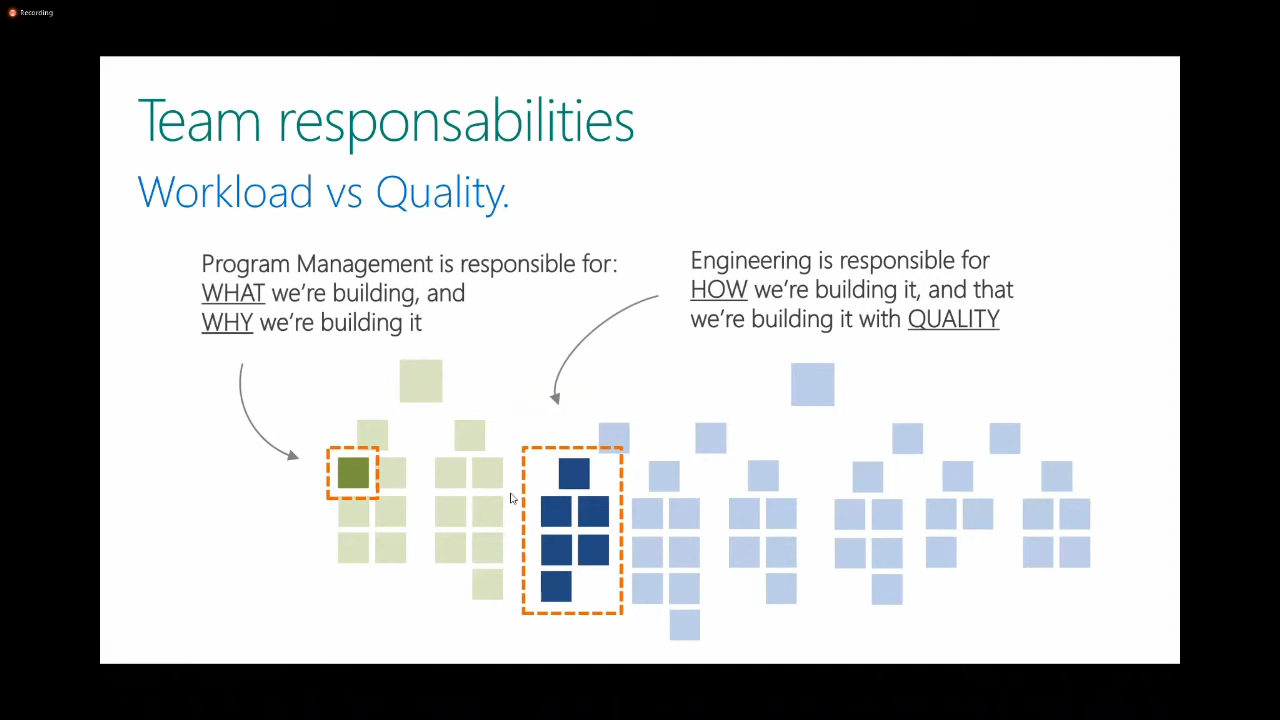 Recording
Team responsabilities
Workload vs Quality.
Program Management is responsible for:
WHAT we're building, and
WHY we're building it
Engineering is responsible for
HOW we're building it, and that
we're building it with QUALITY